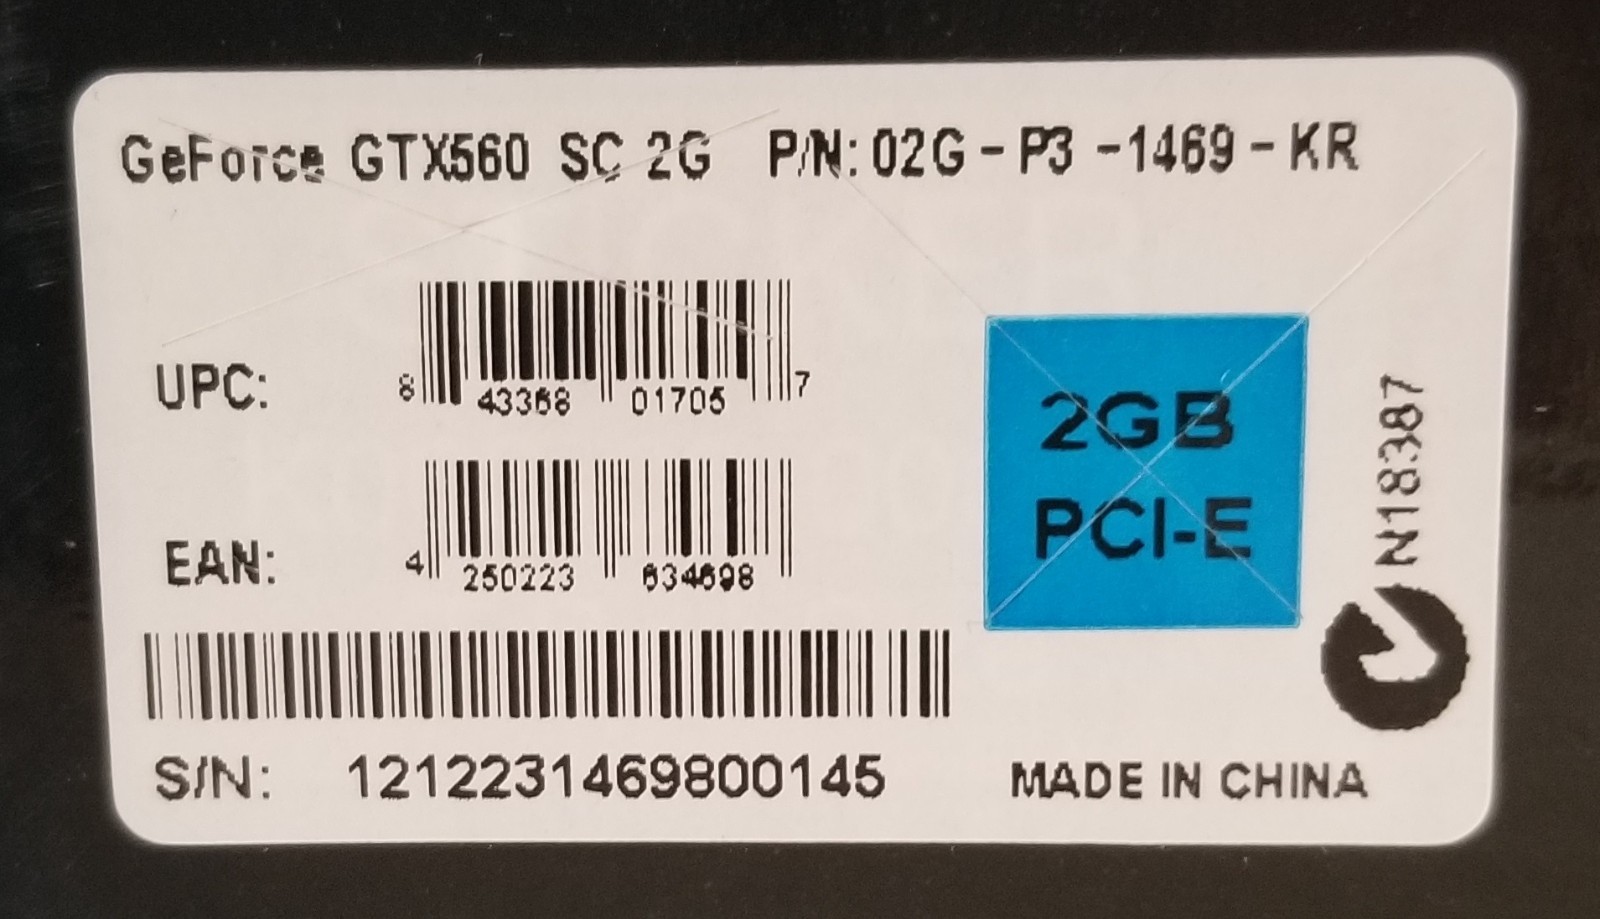 GeForce GTX560 SC 2G P/N: 02G-P3-1469-KR
UPC:
8 43368 01705 7
EAN:
4 250223 634698
2GB
PCI-E
N18387
S/N: 1212231469800145
MADE IN CHINA